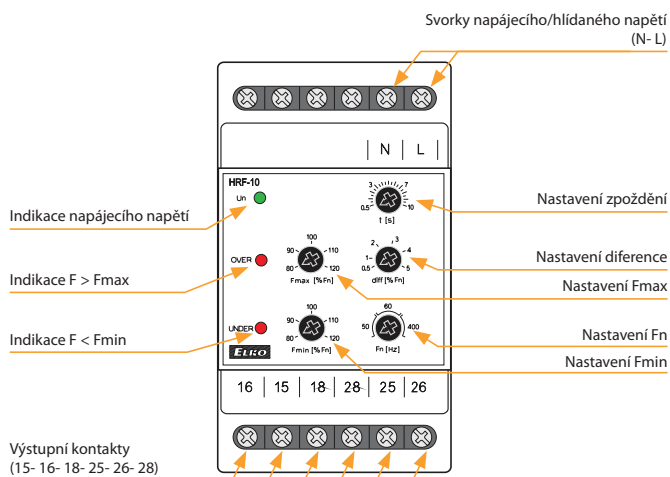 Svorky napájecího/hlídaného napětí
(N- L)
N L
HRF-10
Un
3 7
0.5 10
t [s]
Nastavení zpoždění
Indikace napájecího napětí
100
90 110
80 120
Fmax [%Fn]
OVER
2 3
1 4
0.5 5
diff [%Fn]
Nastavení diference
Indikace F > Fmax
Nastavení Fmax
100
90 110
80 120
Fmin [%Fn]
UNDER
60
50 400
Fn [Hz]
Indikace F < Fmin
Nastavení Fn
ELKO
Nastavení Fmin
16 15 18 28 25 26
Výstupní kontakty
(15- 16- 18- 25- 26- 28)